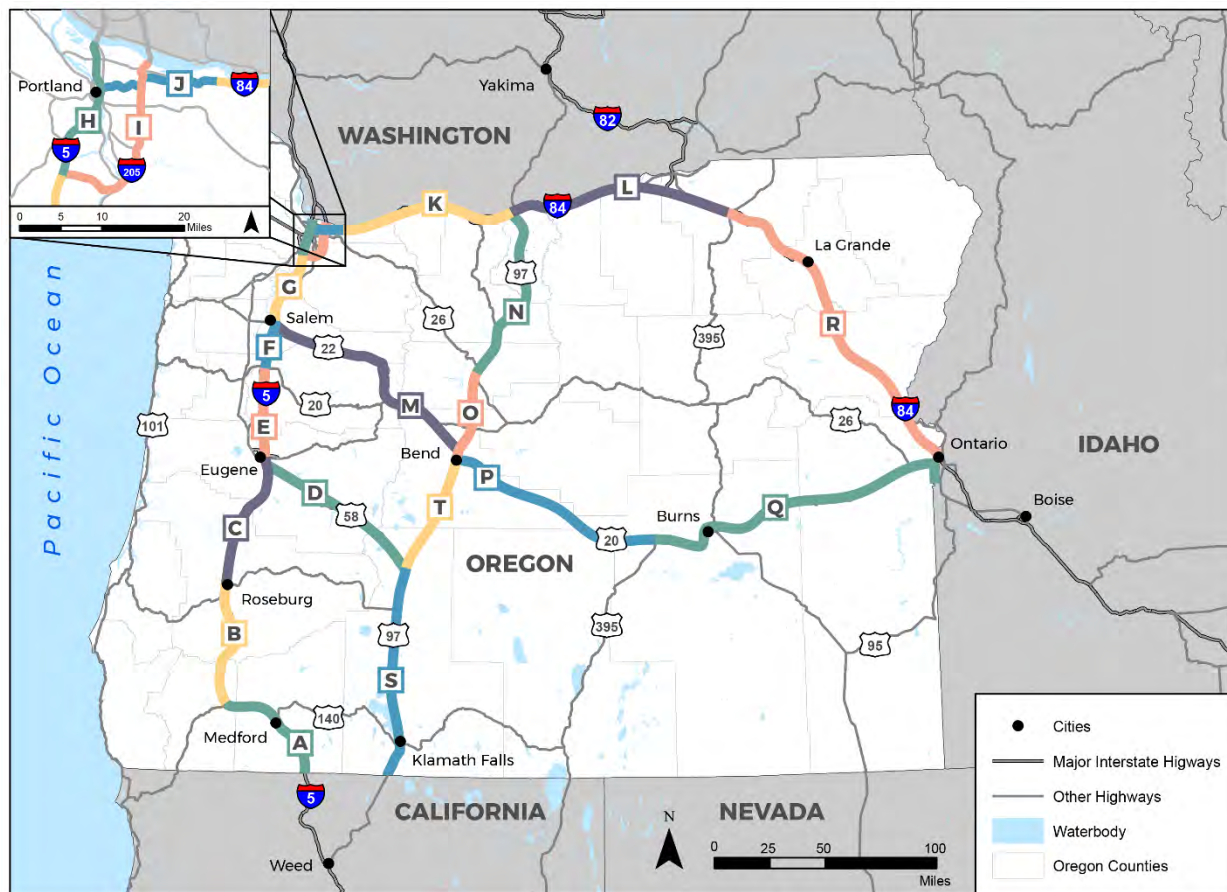 Portland
J
84
H
I
5
205
0 5 10 20
Miles
Yakima
82
WASHINGTON
K
84
L
97
La Grande
G
N
Salem
26
395
R
F
22
5
20
M
O
84
101
E
Bend
26
Ontario
IDAHO
Eugene
P
D
T
Boise
58
Burns
Q
C
20
OREGON
Pacific Ocean
Roseburg
B
97
395
95
S
140
Medford
A
Klamath Falls
5
CALIFORNIA
NEVADA
Weed
N
0 25 50 100
Miles
Cities
Major Interstate Higways
Other Highways
Waterbody
Oregon Counties